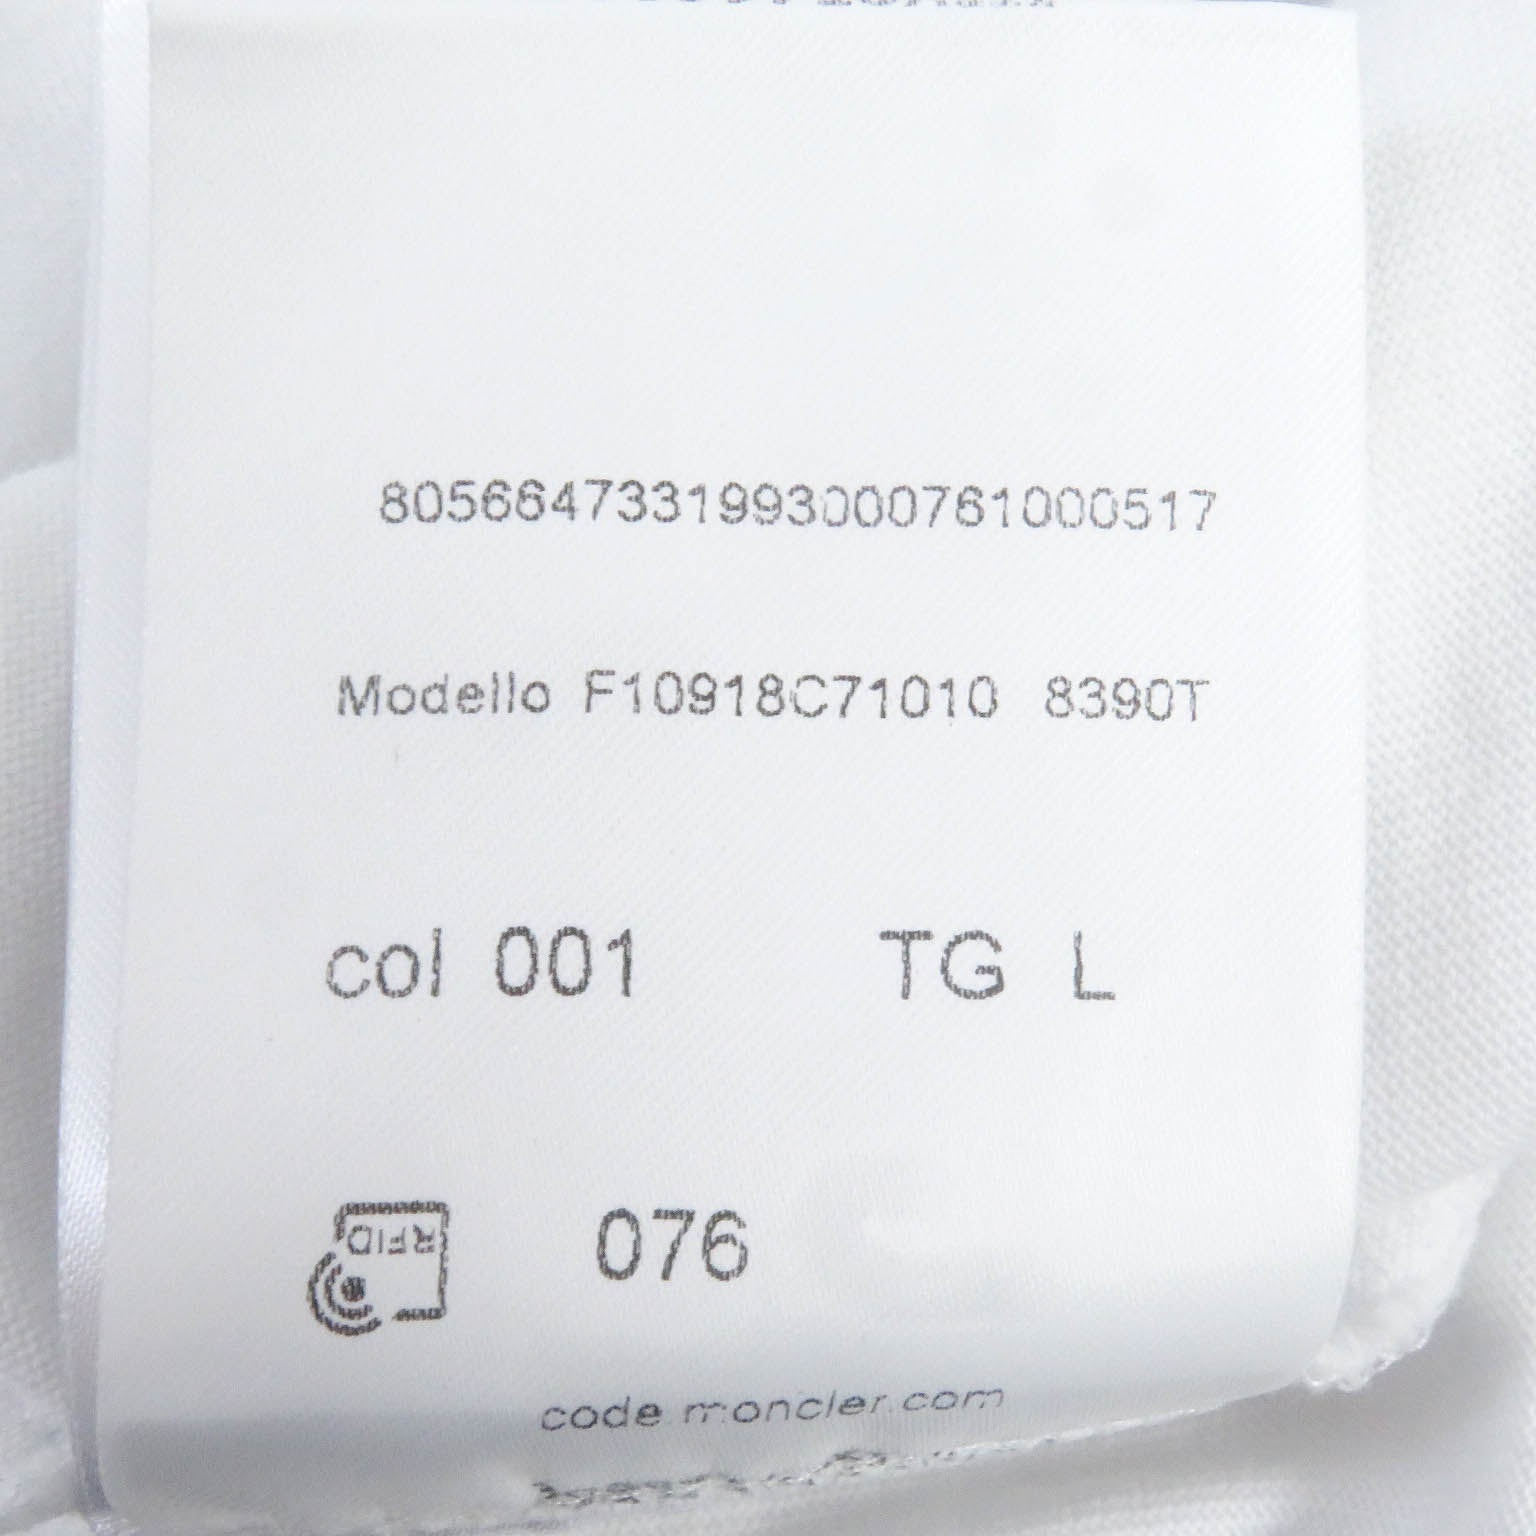 8056647331993000761000517
Modello F10918C71010 8390T
col 001 TG L
RFID 076
code.moncler.com